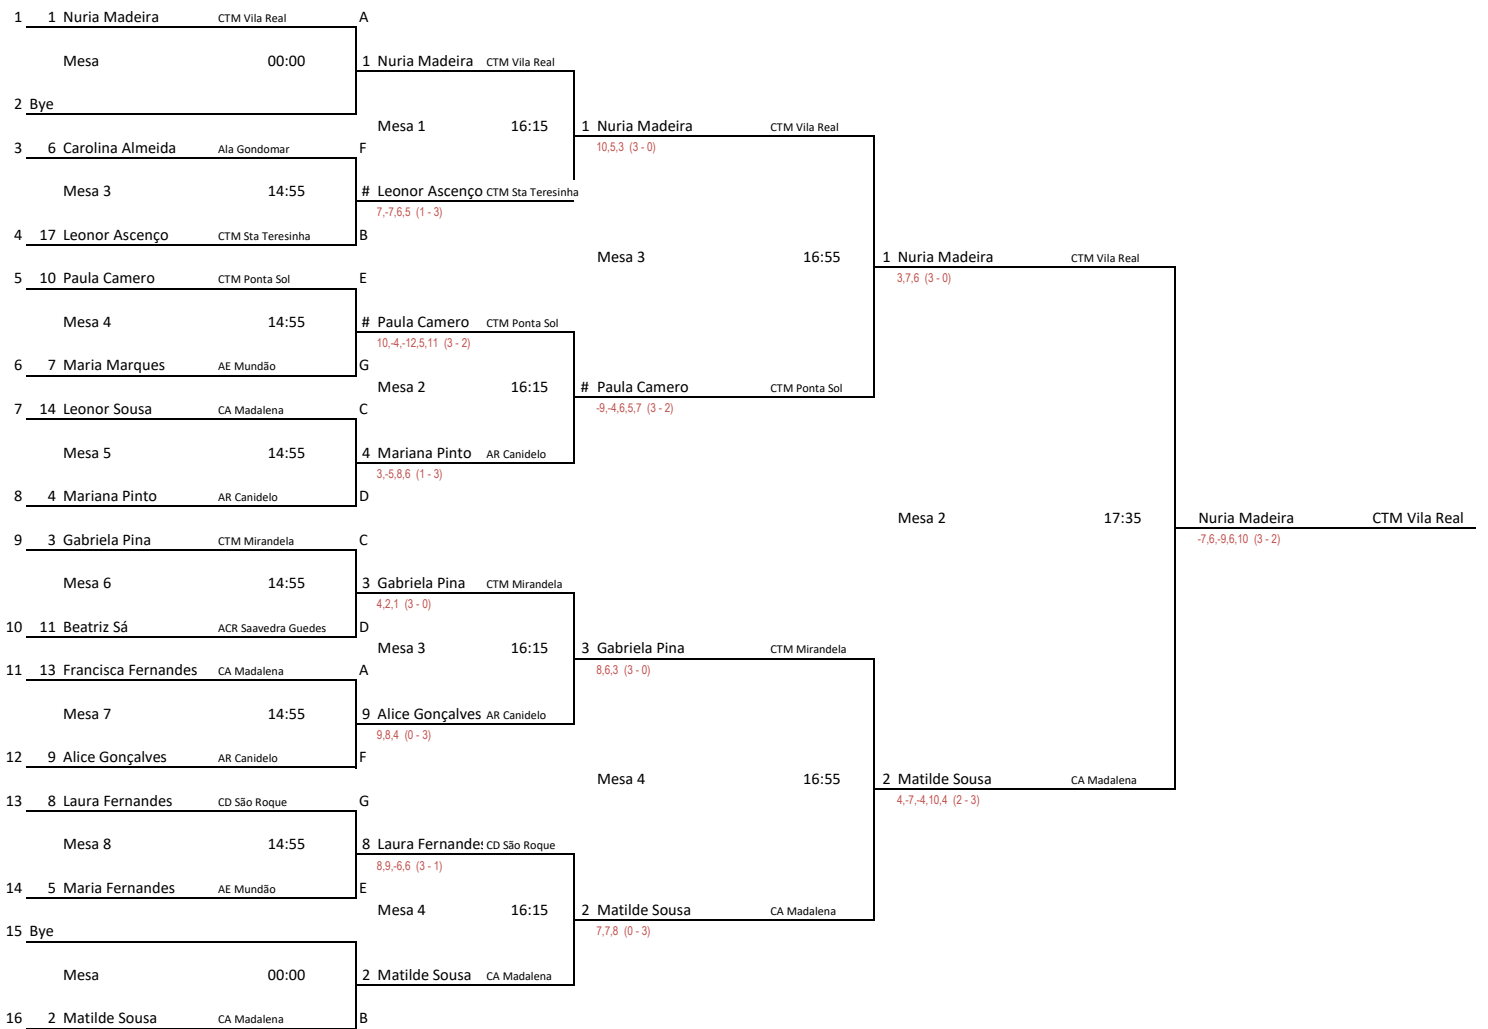 1 1 Nuria Madeira CTM Vila Real A
Mesa 00:00 1 Nuria Madeira CTM Vila Real
2 Bye
Mesa 1 16:15 1 Nuria Madeira CTM Vila Real
3 6 Carolina Almeida Ala Gondomar F 10,5,3 (3 - 0)
Mesa 3 14:55 # Leonor Ascenço CTM Sta Teresinha
7,-7,6,5 (1 - 3)
4 17 Leonor Ascenço CTM Sta Teresinha B
Mesa 3 16:55 1 Nuria Madeira CTM Vila Real
5 10 Paula Camero CTM Ponta Sol E 3,7,6 (3 - 0)
Mesa 4 14:55 # Paula Camero CTM Ponta Sol
10,-4,-12,5,11 (3 - 2)
6 7 Maria Marques AE Mundão G
Mesa 2 16:15 # Paula Camero CTM Ponta Sol
7 14 Leonor Sousa CA Madalena C -9,-4,6,5,7 (3 - 2)
Mesa 5 14:55 4 Mariana Pinto AR Canidelo
3,-5,8,6 (1 - 3)
8 4 Mariana Pinto AR Canidelo D
Mesa 2 17:35 Nuria Madeira CTM Vila Real
9 3 Gabriela Pina CTM Mirandela C -7,6,-9,6,10 (3 - 2)
Mesa 6 14:55 3 Gabriela Pina CTM Mirandela
4,2,1 (3 - 0)
10 11 Beatriz Sá ACR Saavedra Guedes D
Mesa 3 16:15 3 Gabriela Pina CTM Mirandela
11 13 Francisca Fernandes CA Madalena A 8,6,3 (3 - 0)
Mesa 7 14:55 9 Alice Gonçalves AR Canidelo
9,8,4 (0 - 3)
12 9 Alice Gonçalves AR Canidelo F
Mesa 4 16:55 2 Matilde Sousa CA Madalena
13 8 Laura Fernandes CD São Roque G 4,-7,-4,10,4 (2 - 3)
Mesa 8 14:55 8 Laura Fernandes CD São Roque
8,9,-6,6 (3 - 1)
14 5 Maria Fernandes AE Mundão E
Mesa 4 16:15 2 Matilde Sousa CA Madalena
15 Bye 7,7,8 (0 - 3)
Mesa 00:00 2 Matilde Sousa CA Madalena
16 2 Matilde Sousa CA Madalena B